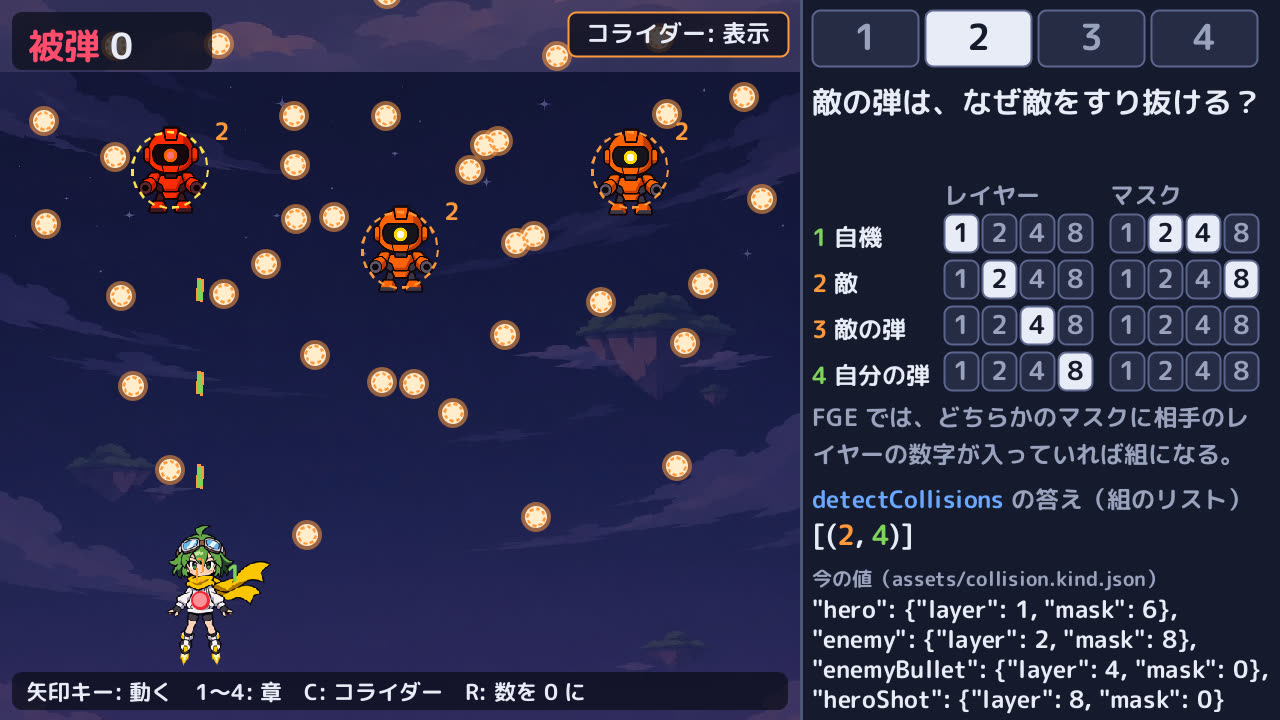 被弾 0
コライダー: 表示
2
2
2
1
矢印キー: 動く 1〜4: 章 C: コライダー R: 数を 0 に
1 2 3 4
敵の弾は、なぜ敵をすり抜ける？
レイヤー マスク
1 自機 1 2 4 8 1 2 4 8
2 敵 1 2 4 8 1 2 4 8
3 敵の弾 1 2 4 8 1 2 4 8
4 自分の弾 1 2 4 8 1 2 4 8
FGE では、どちらかのマスクに相手のレ
イヤーの数字が入っていれば組になる。
detectCollisions の答え（組のリスト）
[(2, 4)]
今の値（assets/collision.kind.json）
"hero": {"layer": 1, "mask": 6},
"enemy": {"layer": 2, "mask": 8},
"enemyBullet": {"layer": 4, "mask": 0},
"heroShot": {"layer": 8, "mask": 0}